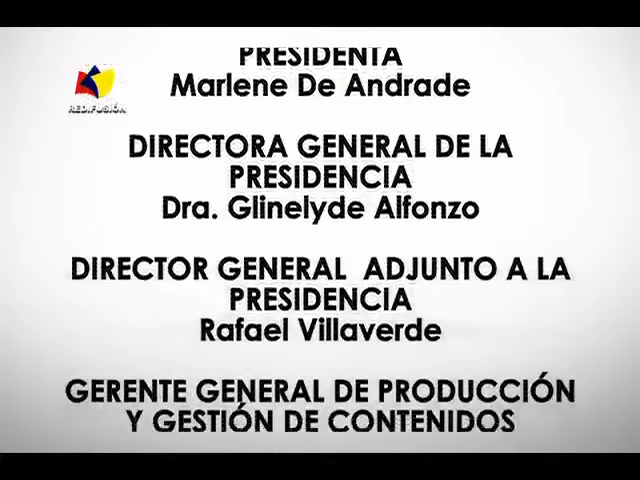 PRESIDENTA
Marlene De Andrade
REDIFUSIÓN
DIRECTORA GENERAL DE LA
PRESIDENCIA
Dra. Glinelyde Alfonzo
DIRECTOR GENERAL ADJUNTO A LA
PRESIDENCIA
Rafael Villaverde
GERENTE GENERAL DE PRODUCCIÓN
Y GESTIÓN DE CONTENIDOS